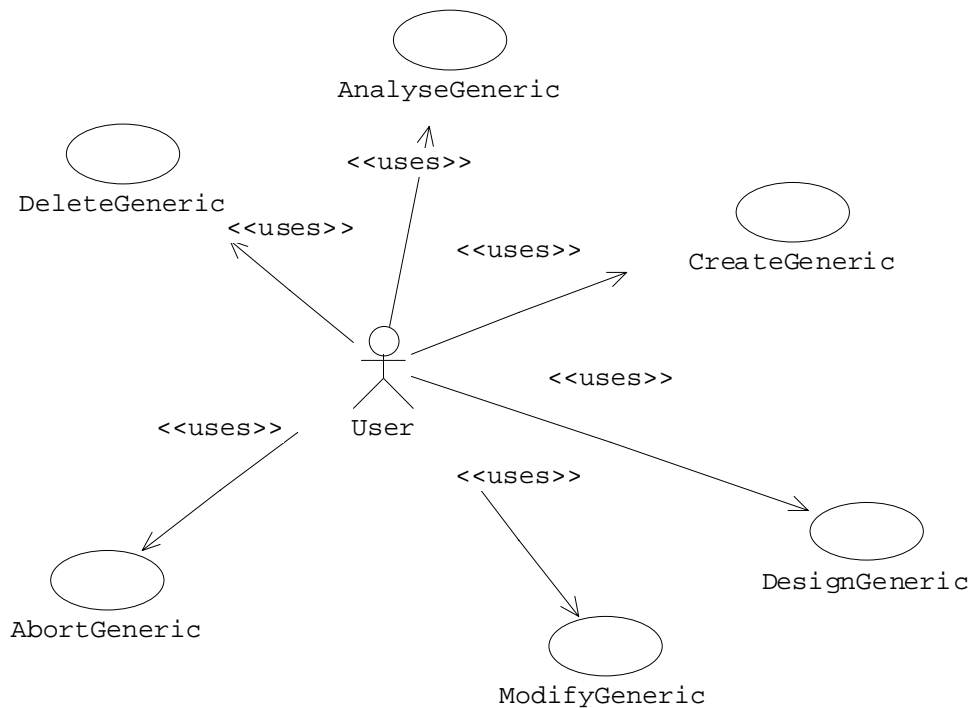 AnalyseGeneric
<<uses>>
DeleteGeneric
<<uses>>
<<uses>>
CreateGeneric
<<uses>>
<<uses>>
User
<<uses>>
DesignGeneric
AbortGeneric
ModifyGeneric